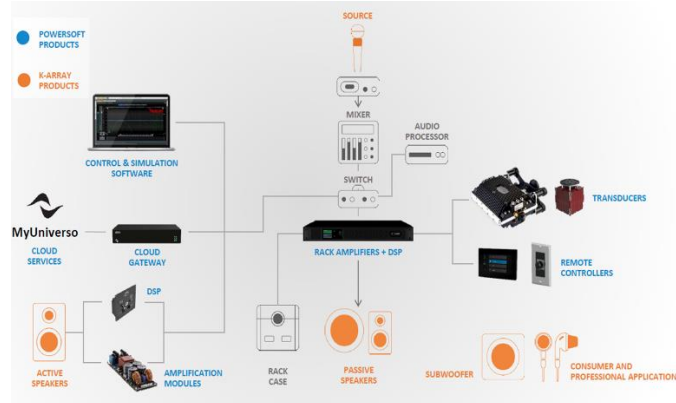 POWERSOFT
PRODUCTS
K-ARRAY
PRODUCTS
SOURCE
MIXER
AUDIO
PROCESSOR
CONTROL & SIMULATION
SOFTWARE
SWITCH
TRANSDUCERS
MyUniverso
CLOUD
SERVICES
CLOUD
GATEWAY
RACK AMPLIFIERS + DSP
REMOTE
CONTROLLERS
DSP
ACTIVE
SPEAKERS
AMPLIFICATION
MODULES
RACK
CASE
PASSIVE
SPEAKERS
SUBWOOFER
CONSUMER AND
PROFESSIONAL APPLICATION